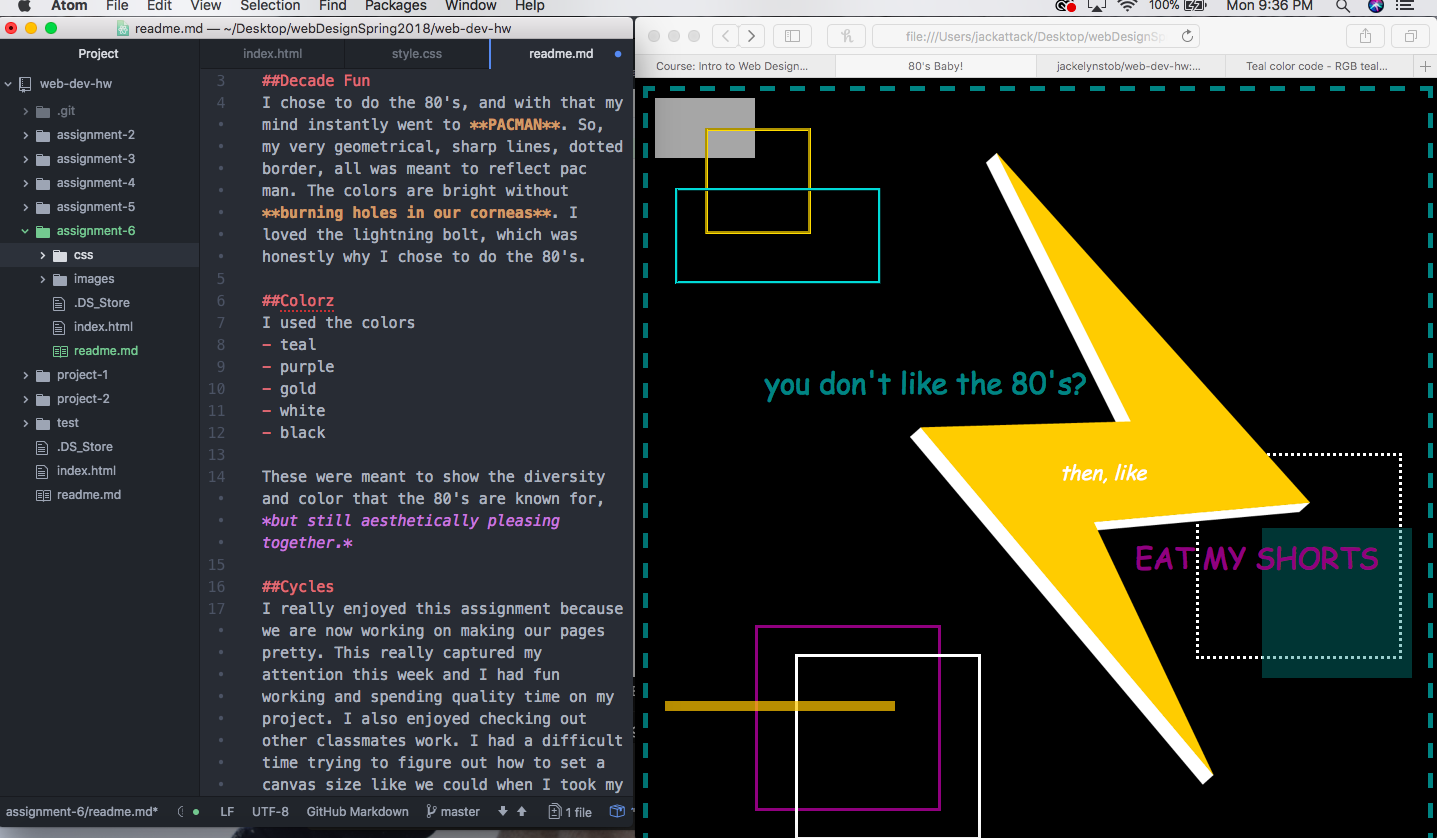 Atom File Edit View Selection Find Packages Window Help 100% Mon 9:36 PM
readme.md — ~/Desktop/webDesignSpring2018/web-dev-hw
Project
index.html style.css readme.md
web-dev-hw
.git
assignment-2
assignment-3
assignment-4
assignment-5
assignment-6
css
images
.DS_Store
index.html
readme.md
project-1
project-2
test
.DS_Store
index.html
readme.md
3 ##Decade Fun
4 I chose to do the 80's, and with that my
• mind instantly went to **PACMAN**. So,
• my very geometrical, sharp lines, dotted
• border, all was meant to reflect pac
• man. The colors are bright without
• **burning holes in our corneas**. I
• loved the lightning bolt, which was
• honestly why I chose to do the 80's.
5
6 ##Colorz
7 I used the colors
8 - teal
9 - purple
10 - gold
11 - white
12 - black
13
14 These were meant to show the diversity
• and color that the 80's are known for,
• *but still aesthetically pleasing
• together.*
15
16 ##Cycles
17 I really enjoyed this assignment because
• we are now working on making our pages
• pretty. This really captured my
• attention this week and I had fun
• working and spending quality time on my
• project. I also enjoyed checking out
• other classmates work. I had a difficult
• time trying to figure out how to set a
• canvas size like we could when I took my
assignment-6/readme.md* LF UTF-8 GitHub Markdown master 1 file
file:///Users/jackattack/Desktop/webDesignSp
Course: Intro to Web Design... 80's Baby! jackelynstob/web-dev-hw:... Teal color code - RGB teal...
you don't like the 80's?
then, like
EAT MY SHORTS